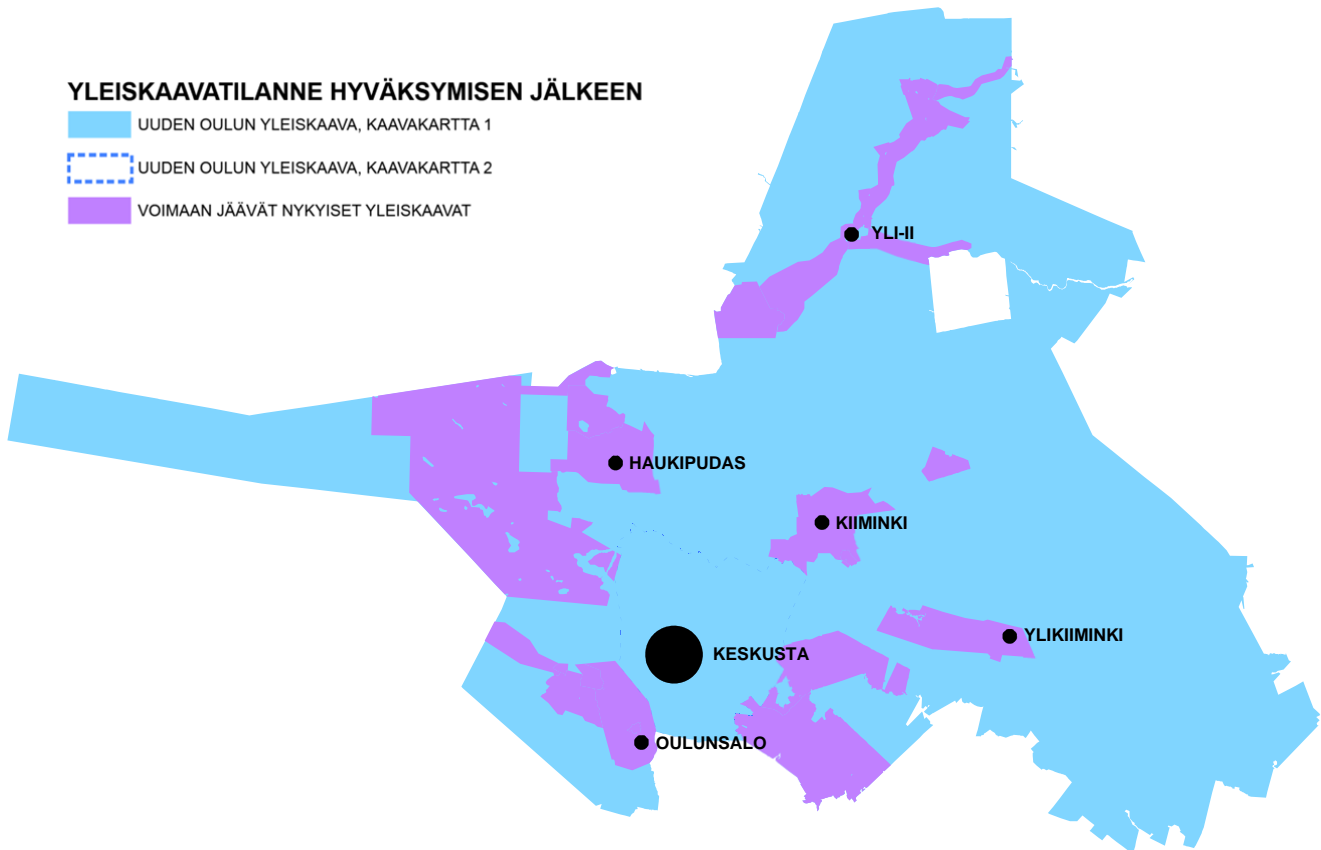 YLEISKAAVATILANNE HYVÄKSYMISEN JÄLKEEN
UUDEN OULUN YLEISKAAVA, KAAVAKARTTA 1
UUDEN OULUN YLEISKAAVA, KAAVAKARTTA 2
VOIMAAN JÄÄVÄT NYKYISET YLEISKAAVAT
YLI-II
HAUKIPUDAS
KIIMINKI
YLIKIIMINKI
KESKUSTA
OULUNSALO